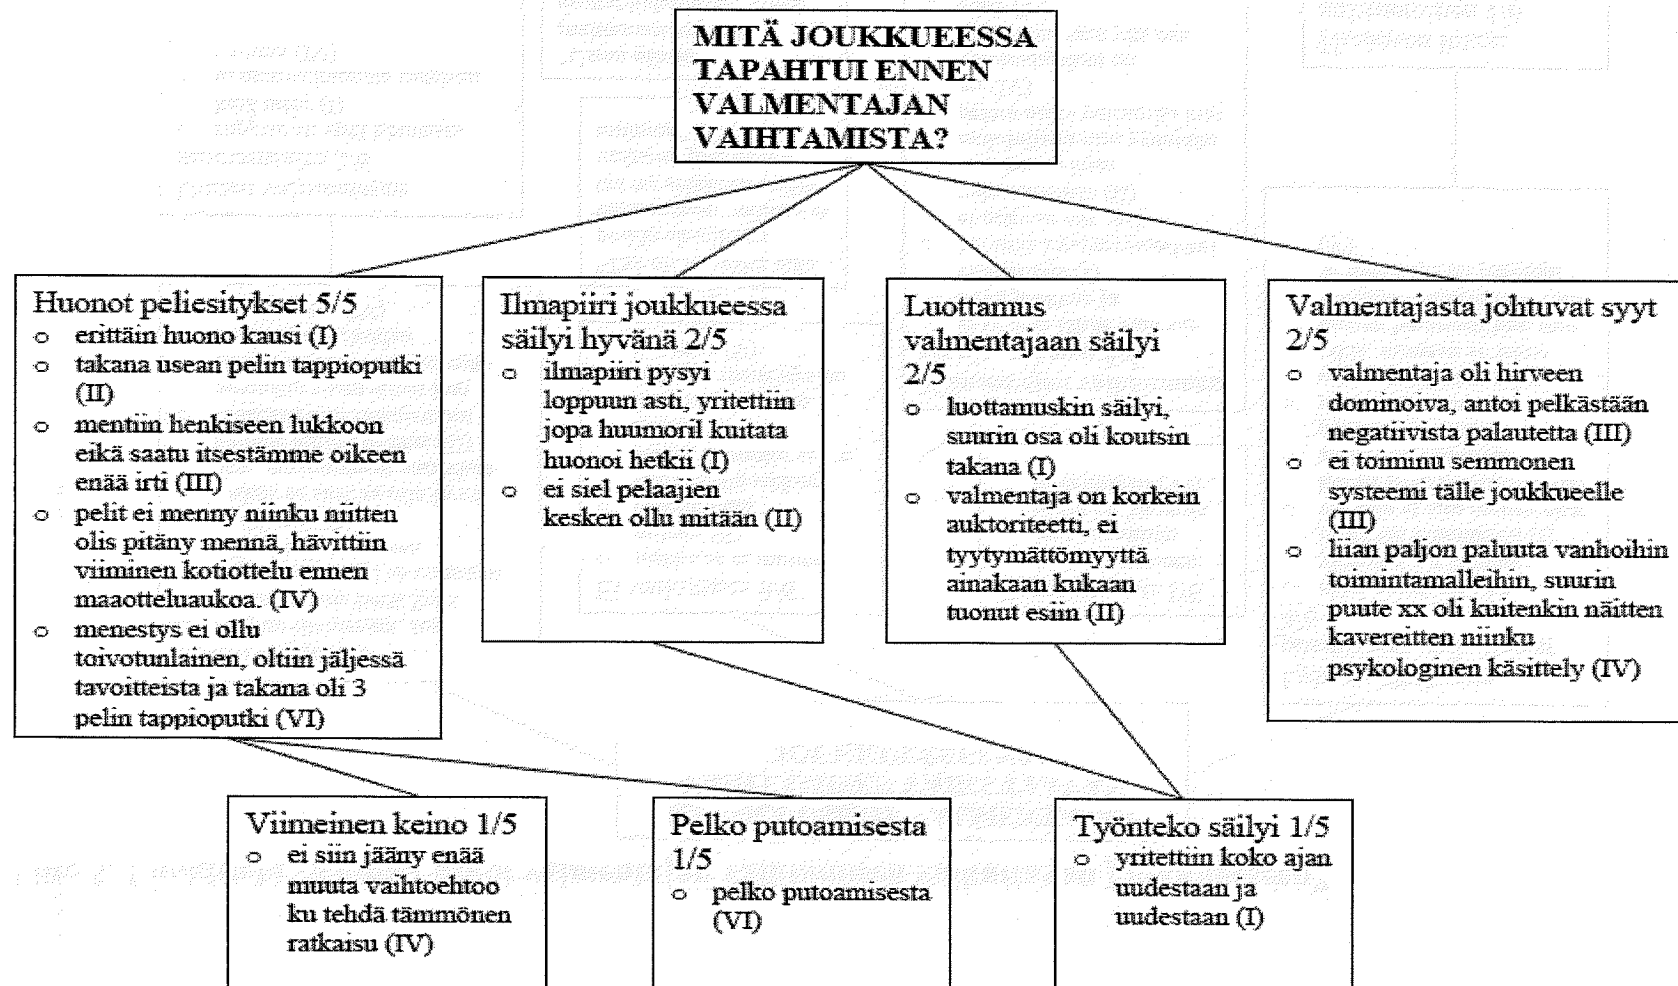 MITÄ JOUKKUEESSA
TAPAHTUI ENNEN
VALMENTAJAN
VAIHTAMISTA?
Huonot peliesitykset 5/5
o erittäin huono kausi (I)
o takana usean pelin tappioputki
(II)
o mentiin henkiseen lukkoon
eikä saatu itsestämme oikeen
enää irti (III)
o pelit ei menny niinku niitten
olis pitäny mennä, hävittiin
viiminen kotiottelu ennen
maaotteluaukoa. (IV)
o menestys ei ollu
toivotunlainen, oltiin jäljessä
tavoitteista ja takana oli 3
pelin tappioputki (VI)
Ilmapiiri joukkueessa
säilyi hyvänä 2/5
o ilmapiiri pysyi
loppuun asti, yritettiin
jopa huumoril kuitata
huonoi hetkii (I)
o ei siel pelaajien
kesken ollu mitään (II)
Luottamus
valmentajaan säilyi
2/5
o luottamuskin säilyi,
suurin osa oli koutsin
takana (I)
o valmentaja on korkein
auktoriteetti, ei
tyytymättömyyttä
ainakaan kukaan
tuonut esiin (II)
Valmentajasta johtuvat syyt
2/5
o valmentaja oli hirveen
dominoiva, antoi pelkästään
negatiivista palautetta (III)
o ei toiminu semmonen
systeemi tälle joukkueelle
(III)
o liian paljon paluuta vanhoihin
toimintamalleihin, suurin
puute xx oli kuitenkin näitten
kavereitten niinku
psykologinen käsittely (IV)
Viimeinen keino 1/5
o ei siin jääny enää
muuta vaihtoehtoo
ku tehdä tämmönen
ratkaisu (IV)
Pelko putoamisesta
1/5
o pelko putoamisesta
(VI)
Työnteko säilyi 1/5
o yritettiin koko ajan
uudestaan ja
uudestaan (I)